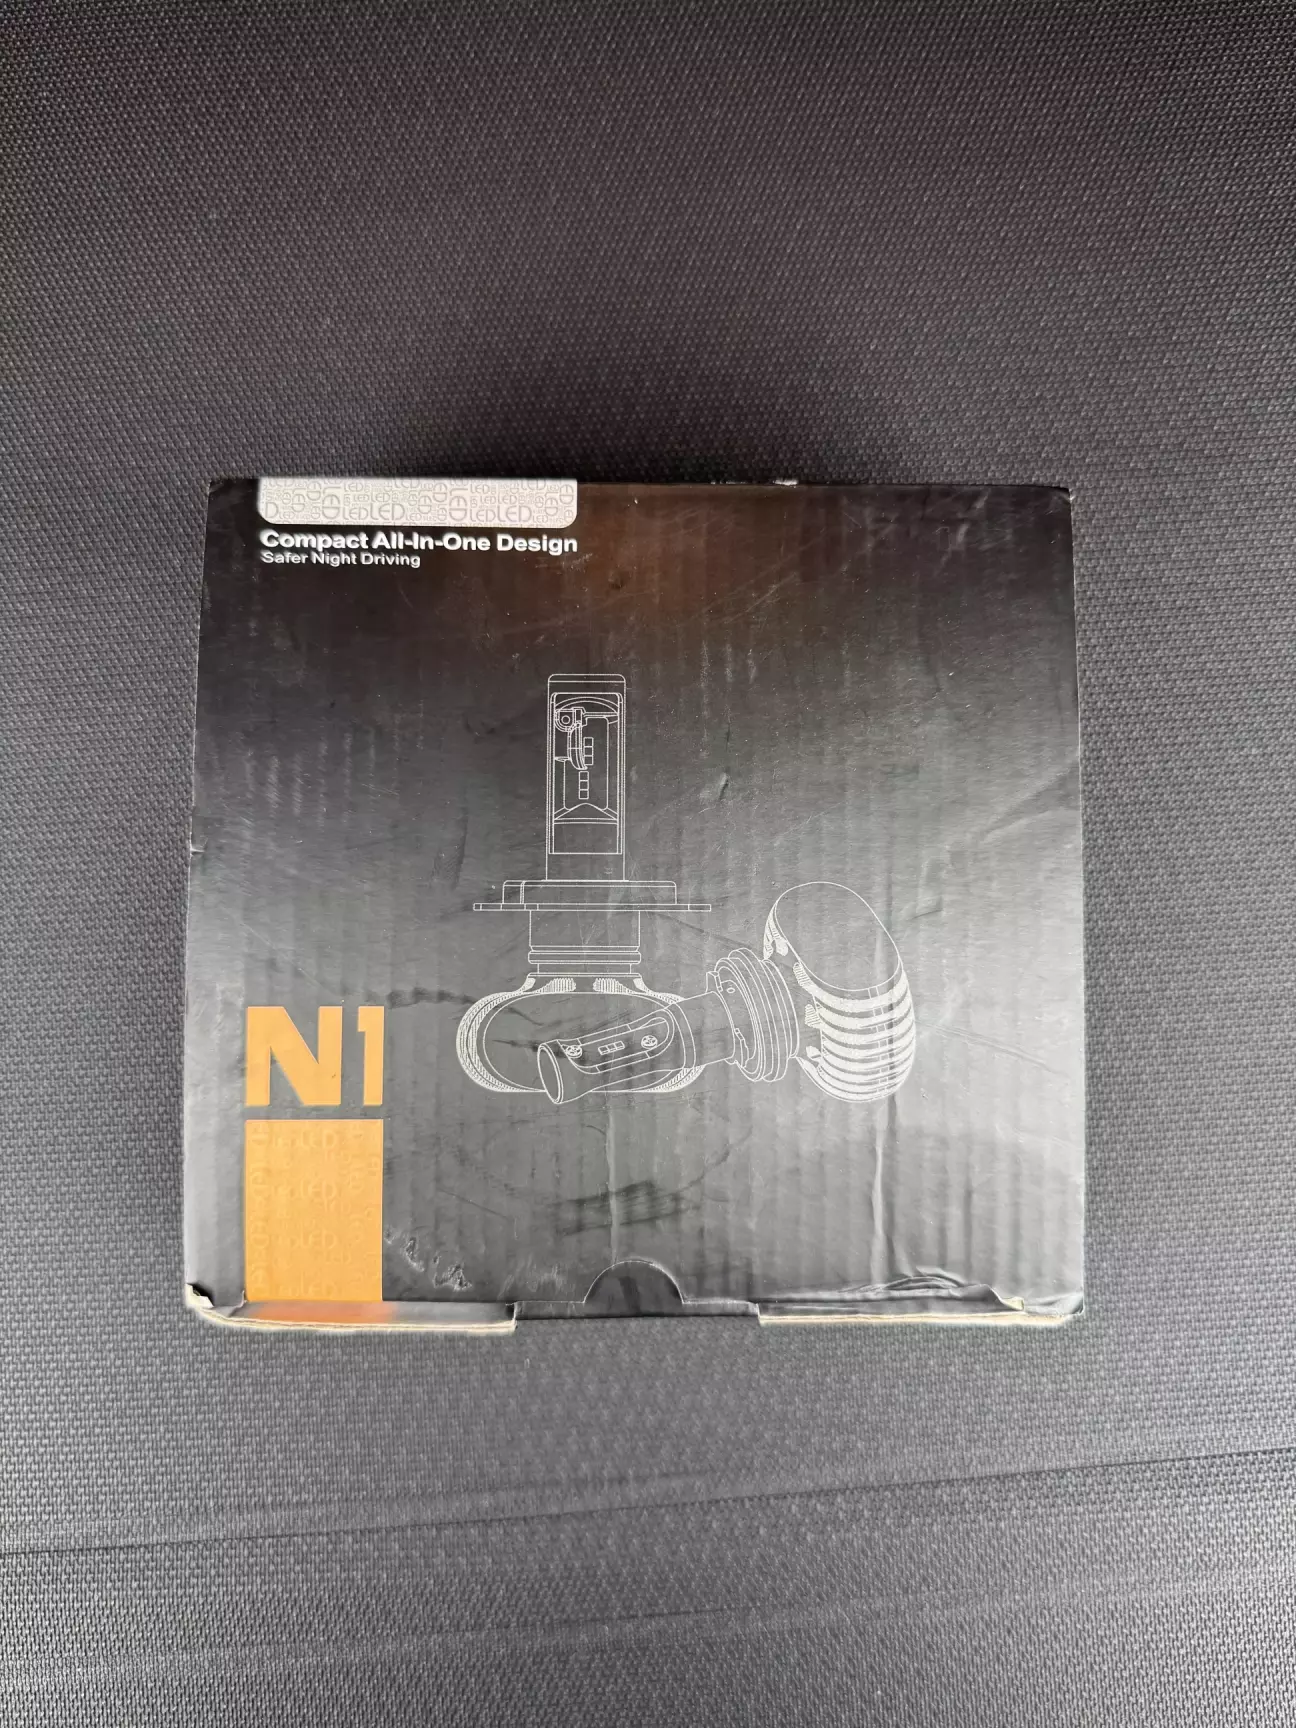 Compact All-In-One Design
Safer Night Driving
N1